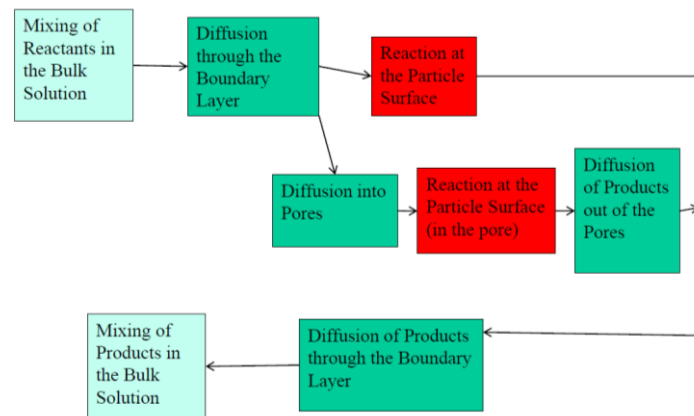 Mixing of
Reactants in
the Bulk
Solution
Diffusion
through the
Boundary
Layer
Reaction at
the Particle
Surface
Diffusion into
Pores
Reaction at the
Particle Surface
(in the pore)
Diffusion
of Products
out of the
Pores
Mixing of
Products in
the Bulk
Solution
Diffusion of Products
through the Boundary
Layer